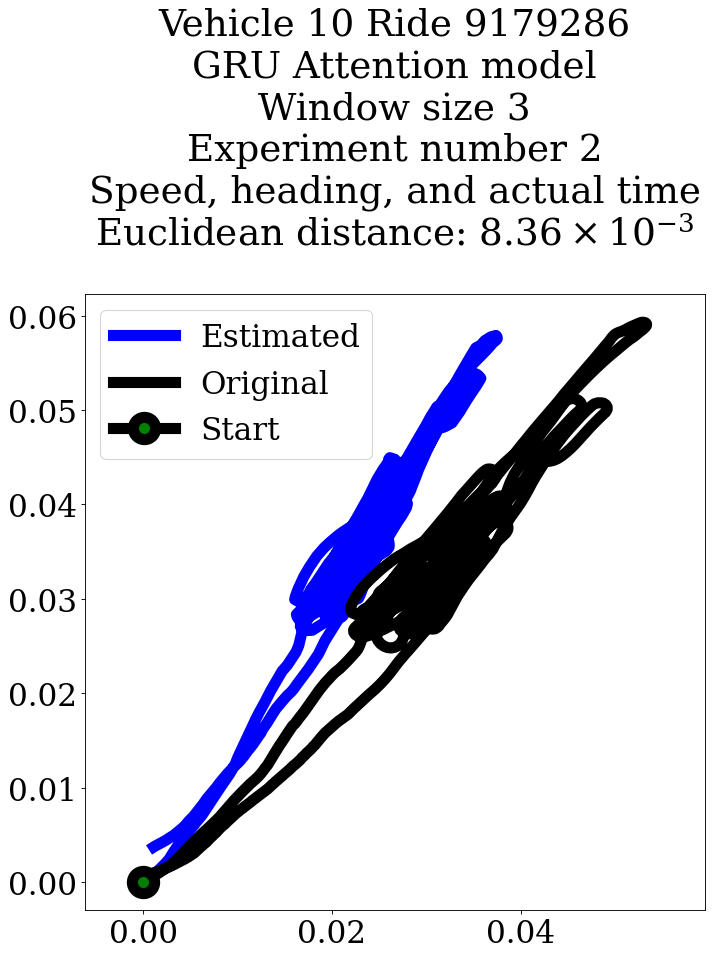 Vehicle 10 Ride 9179286
GRU Attention model
Window size 3
Experiment number 2
Speed, heading, and actual time
Euclidean distance: 8.36 × 10⁻³
0.06
0.05
0.04
0.03
0.02
0.01
0.00
Estimated
Original
Start
0.00 0.02 0.04